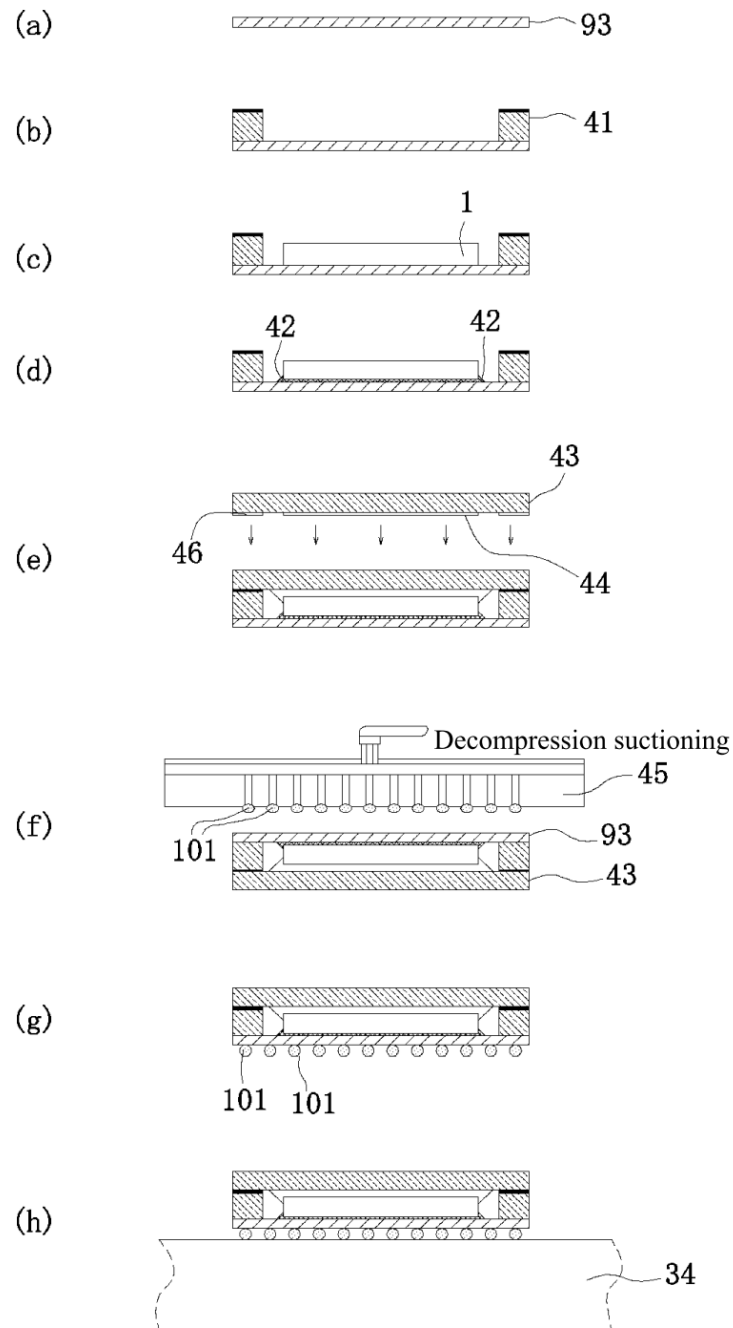 (a)
93
(b)
41
(c)
1
(d)
42
42
(e)
43
46
44
(f)
Decompression suctioning
45
101
93
43
(g)
101
101
(h)
34